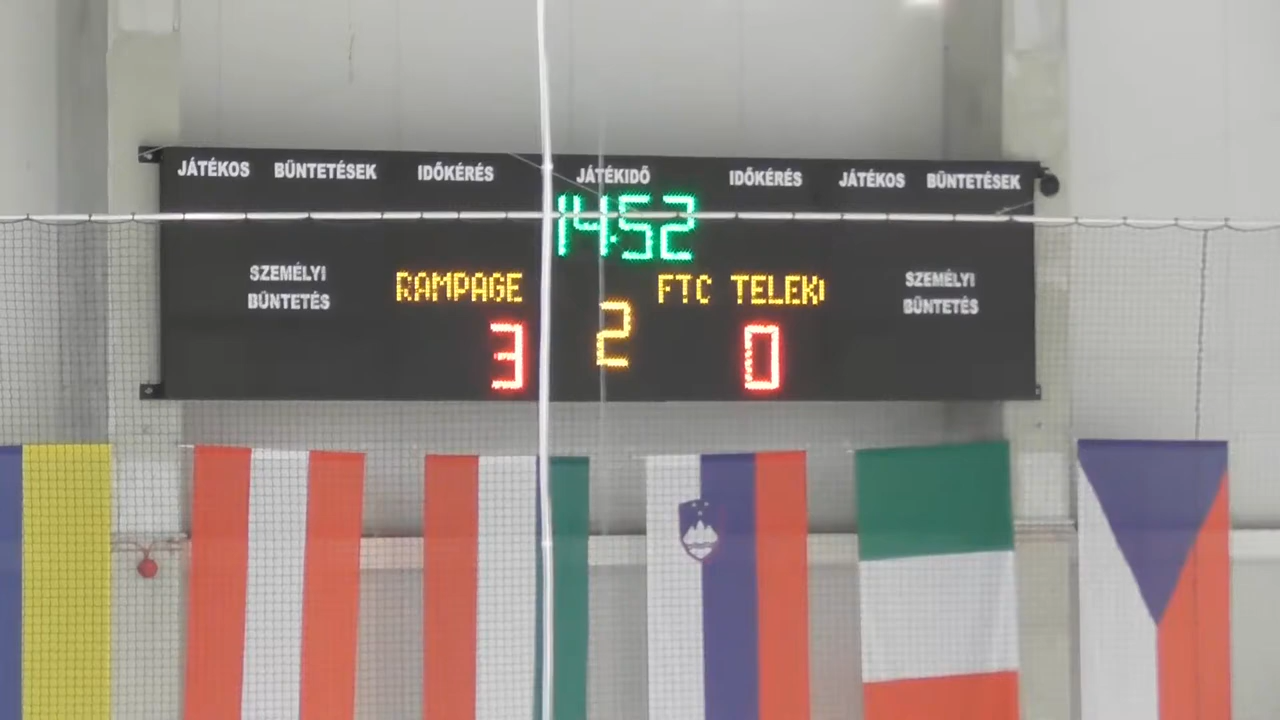 JÁTÉKOS BÜNTETÉSEK IDŐKÉRÉS JÁTÉKIDŐ IDŐKÉRÉS JÁTÉKOS BÜNTETÉSEK
14:52
SZEMÉLYI
BÜNTETÉS
RAMPAGE
FTC TELEKI
SZEMÉLYI
BÜNTETÉS
3
2
0